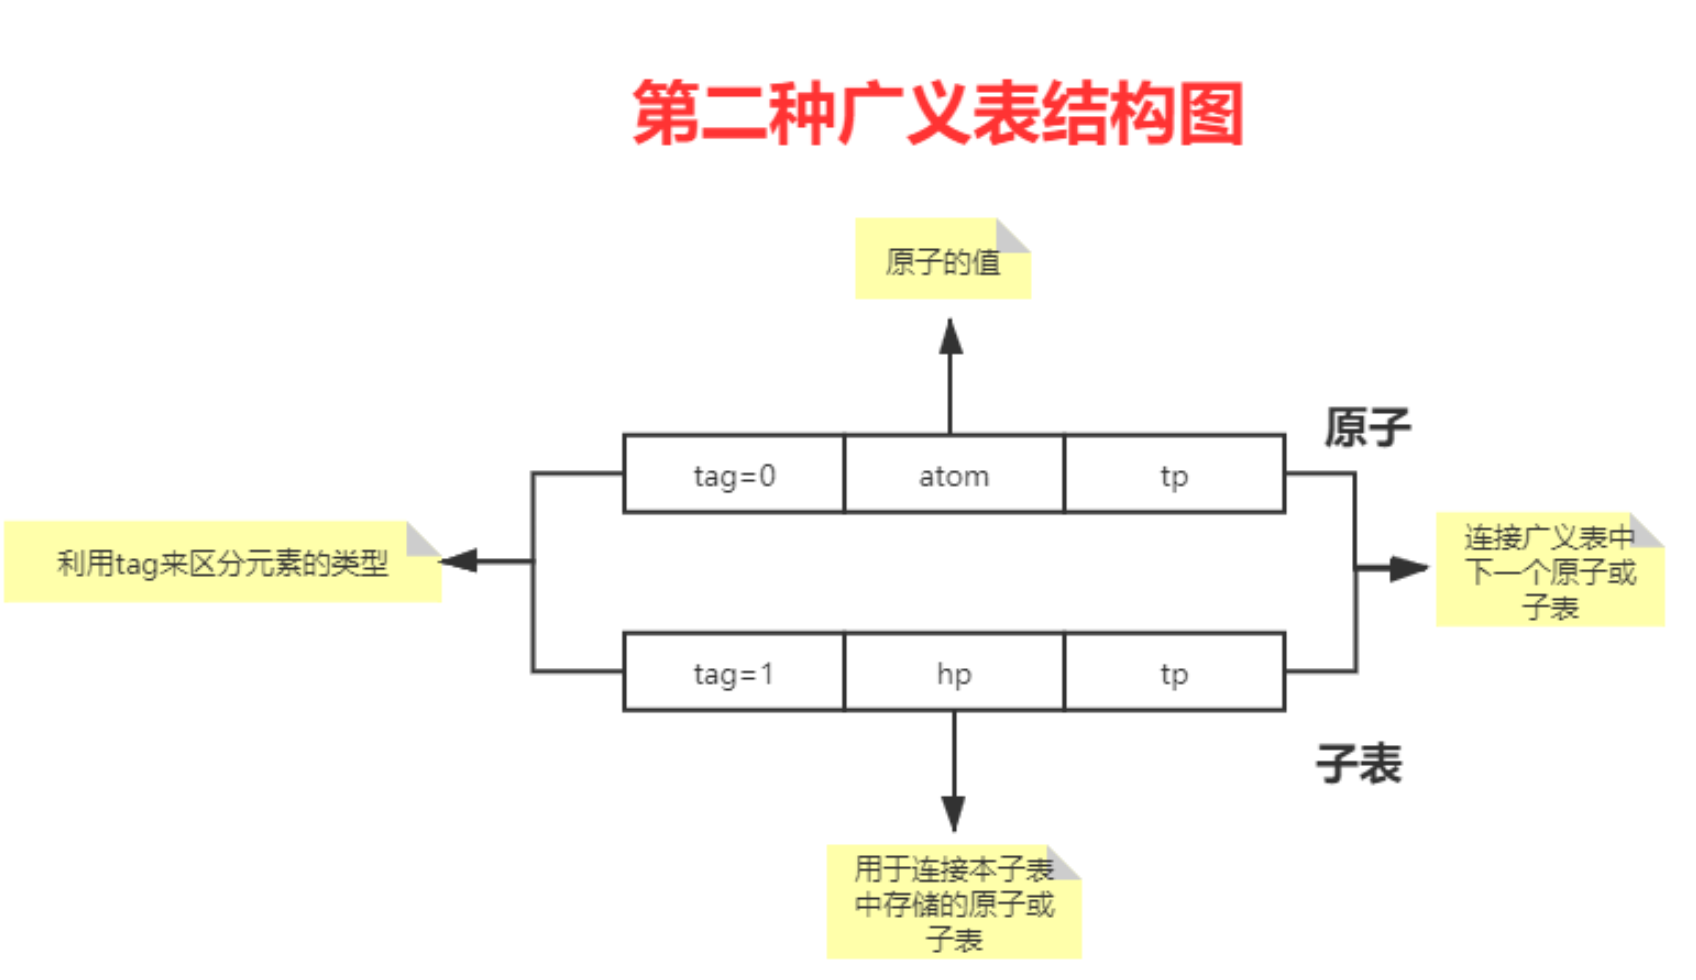 第二种广义表结构图
原子的值
原子
tag=0 atom tp
利用tag来区分元素的类型
连接广义表中
下一个原子或
子表
tag=1 hp tp
子表
用于连接本子表
中存储的原子或
子表